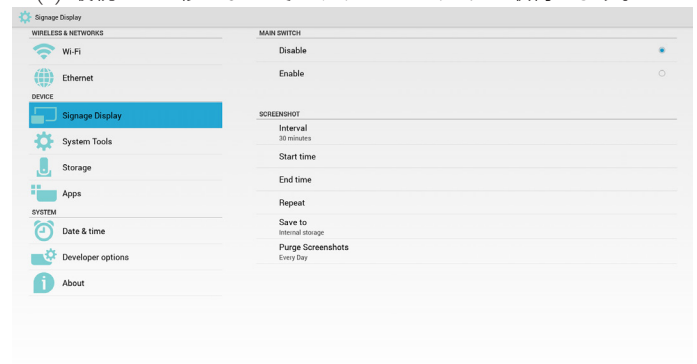 Signage Display
WIRELESS & NETWORKS
Wi-Fi
Ethernet
DEVICE
Signage Display
System Tools
Storage
Apps
SYSTEM
Date & time
Developer options
About
MAIN SWITCH
Disable
Enable
SCREENSHOT
Interval
30 minutes
Start time
End time
Repeat
Save to
Internal storage
Purge Screenshots
Every Day